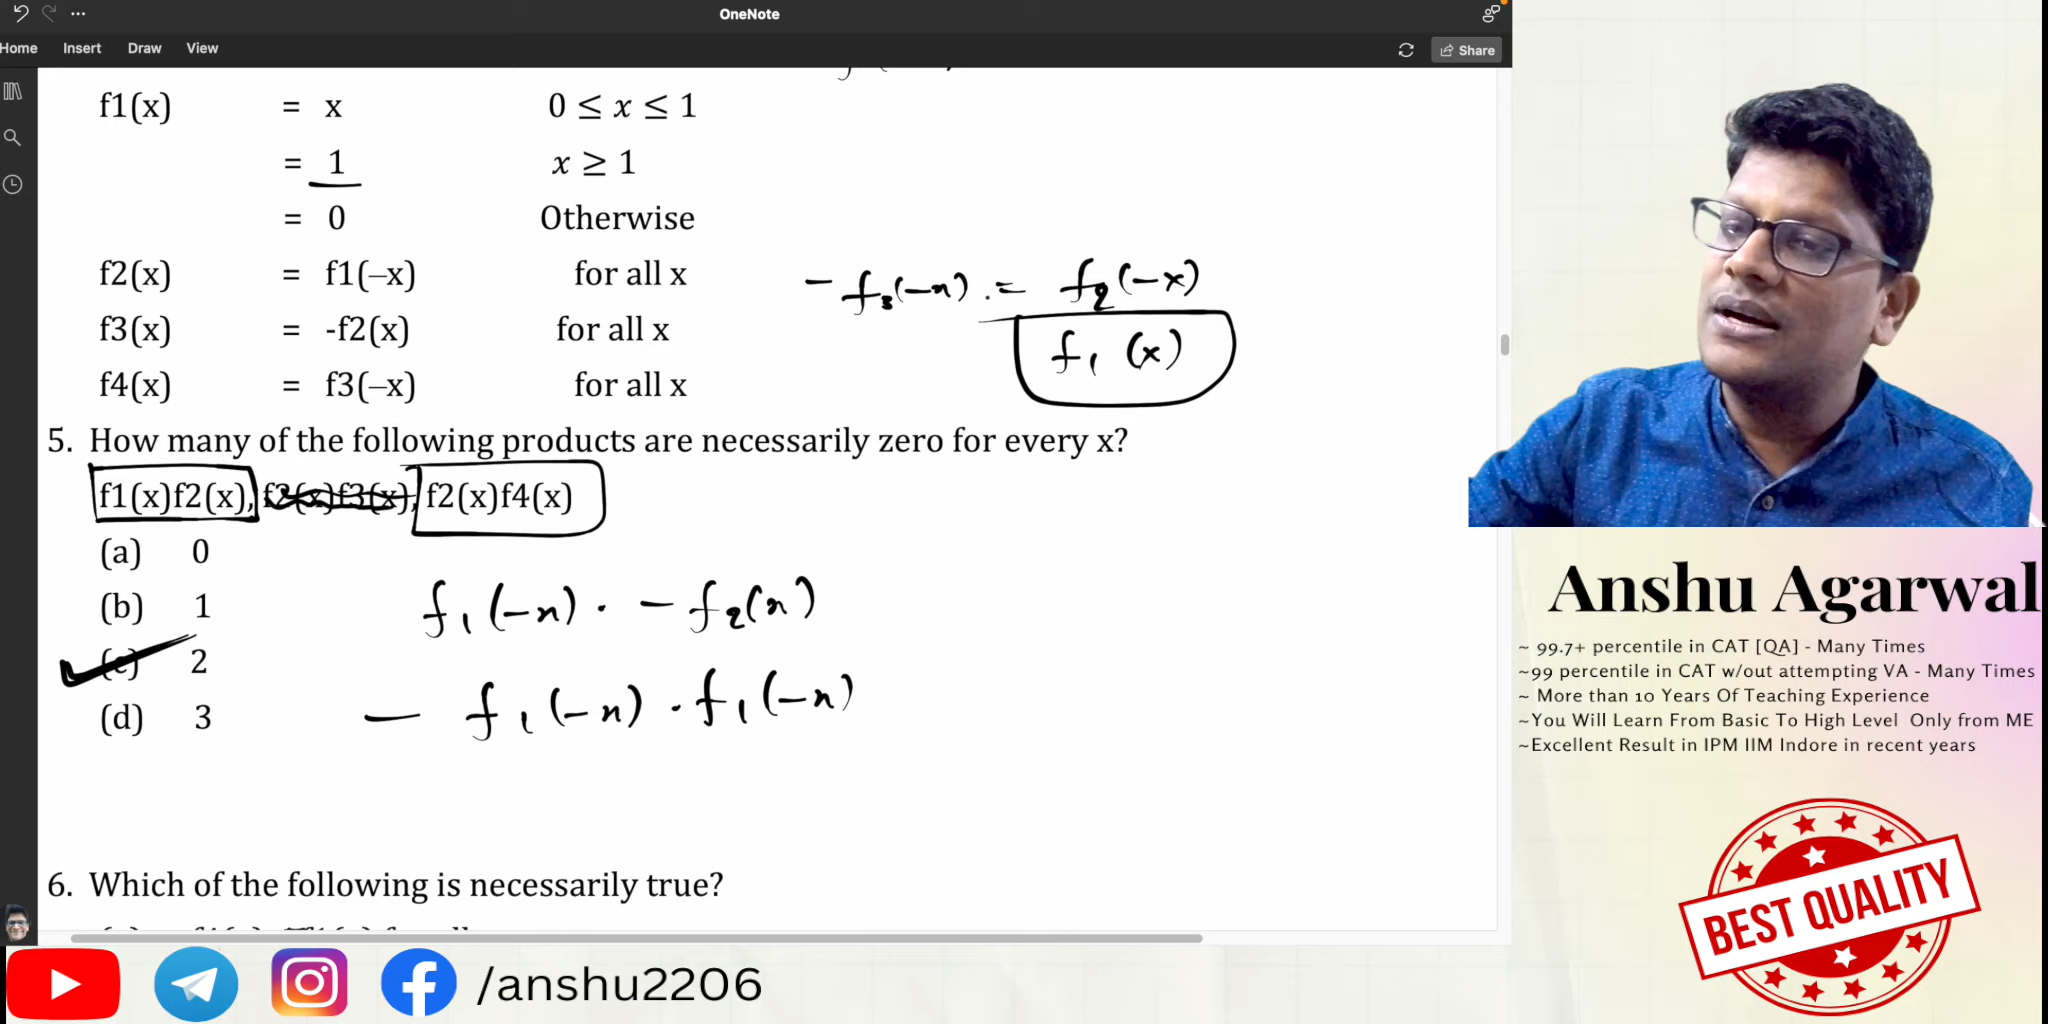 OneNote
Home Insert Draw View
Share
f1(x) = x 0 ≤ x ≤ 1
= 1 x ≥ 1
= 0 Otherwise
f2(x) = f1(–x) for all x
f3(x) = -f2(x) for all x
f4(x) = f3(–x) for all x
- f3(-x) = f2(-x)
f1 (x)
5. How many of the following products are necessarily zero for every x?
f1(x)f2(x), f2(x)f3(x), f2(x)f4(x)
(a) 0
(b) 1
(c) 2
(d) 3
f1(-x) . - f2(x)
- f1(-x) . f1(-x)
6. Which of the following is necessarily true?
Anshu Agarwal
~ 99.7+ percentile in CAT [QA] - Many Times
~99 percentile in CAT w/out attempting VA - Many Times
~ More than 10 Years Of Teaching Experience
~You Will Learn From Basic To High Level Only from ME
~Excellent Result in IPM IIM Indore in recent years
BEST QUALITY
/anshu2206